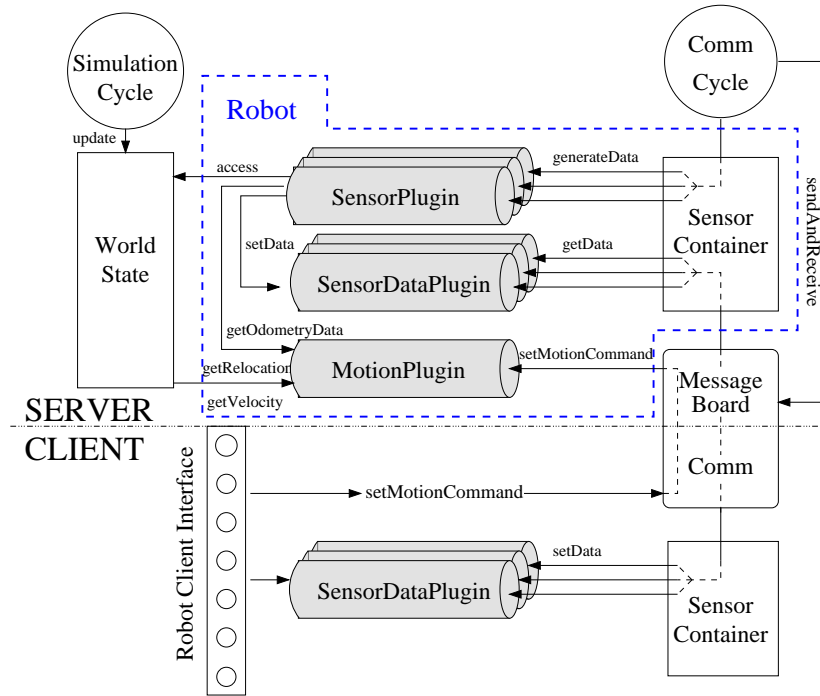 Simulation
Cycle
Comm
Cycle
Robot
update
access
generateData
SensorPlugin
World
State
Sensor
Container
sendAndReceive
setData
getData
SensorDataPlugin
getOdometryData
getRelocation
MotionPlugin
setMotionCommand
getVelocity
Message
Board
SERVER
CLIENT
Comm
setMotionCommand
Robot Client Interface
setData
SensorDataPlugin
Sensor
Container